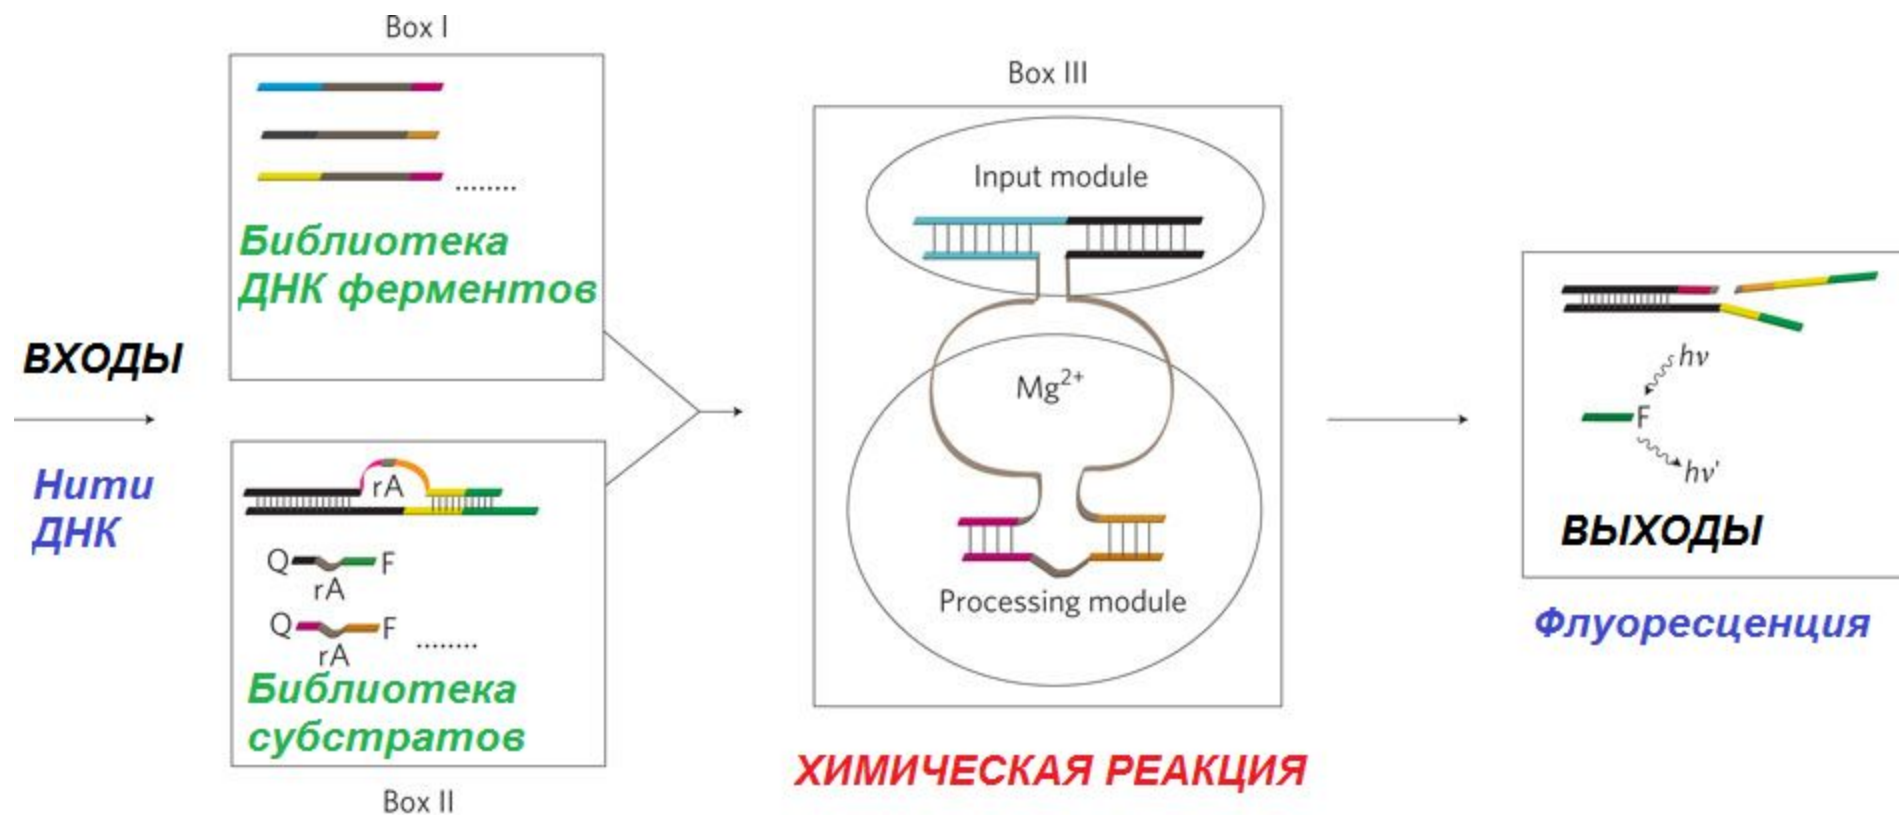 Box I
Библиотека
ДНК ферментов
ВХОДЫ
Нити
ДНК
rA
Q F
rA
Q F
rA
........
........
Библиотека
субстратов
Box II
Box III
Input module
Mg²⁺
Processing module
ХИМИЧЕСКАЯ РЕАКЦИЯ
hν
F
hν'
ВЫХОДЫ
Флуоресценция